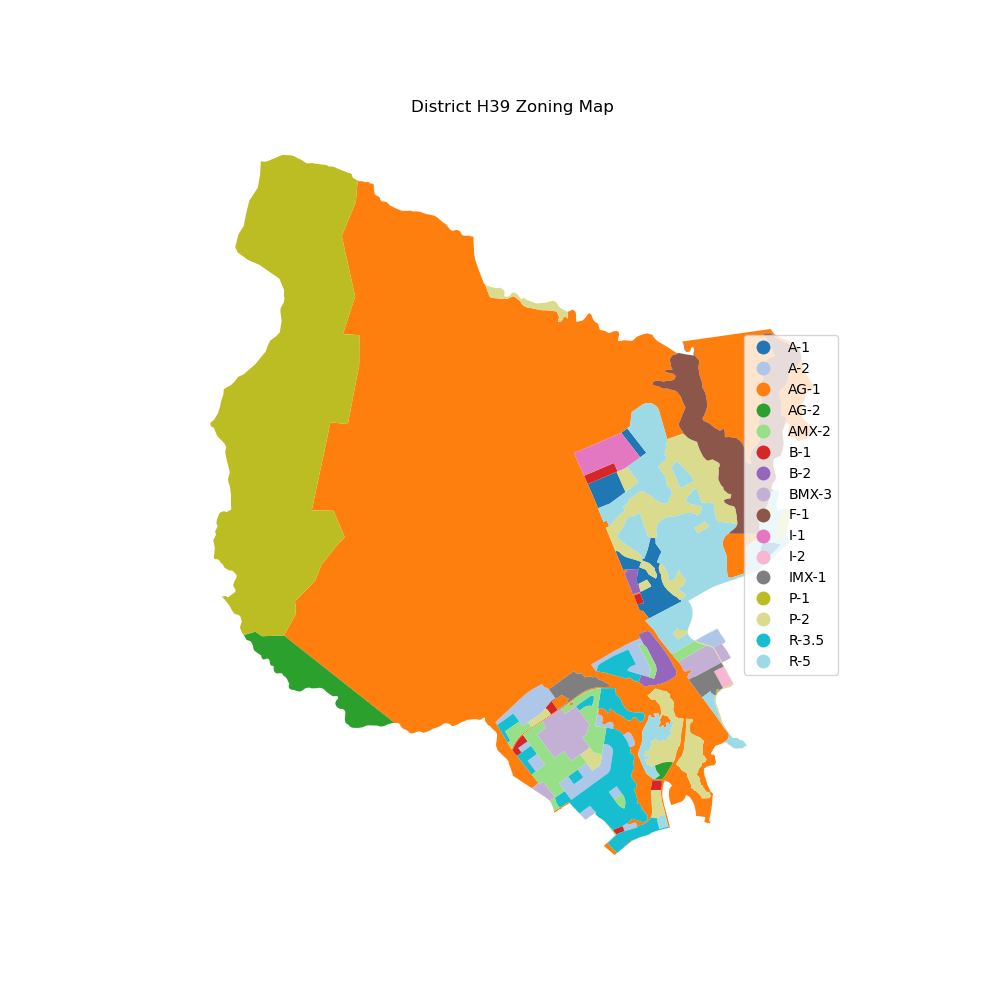 District H39 Zoning Map
A-1
A-2
AG-1
AG-2
AMX-2
B-1
B-2
BMX-3
F-1
I-1
I-2
IMX-1
P-1
P-2
R-3.5
R-5